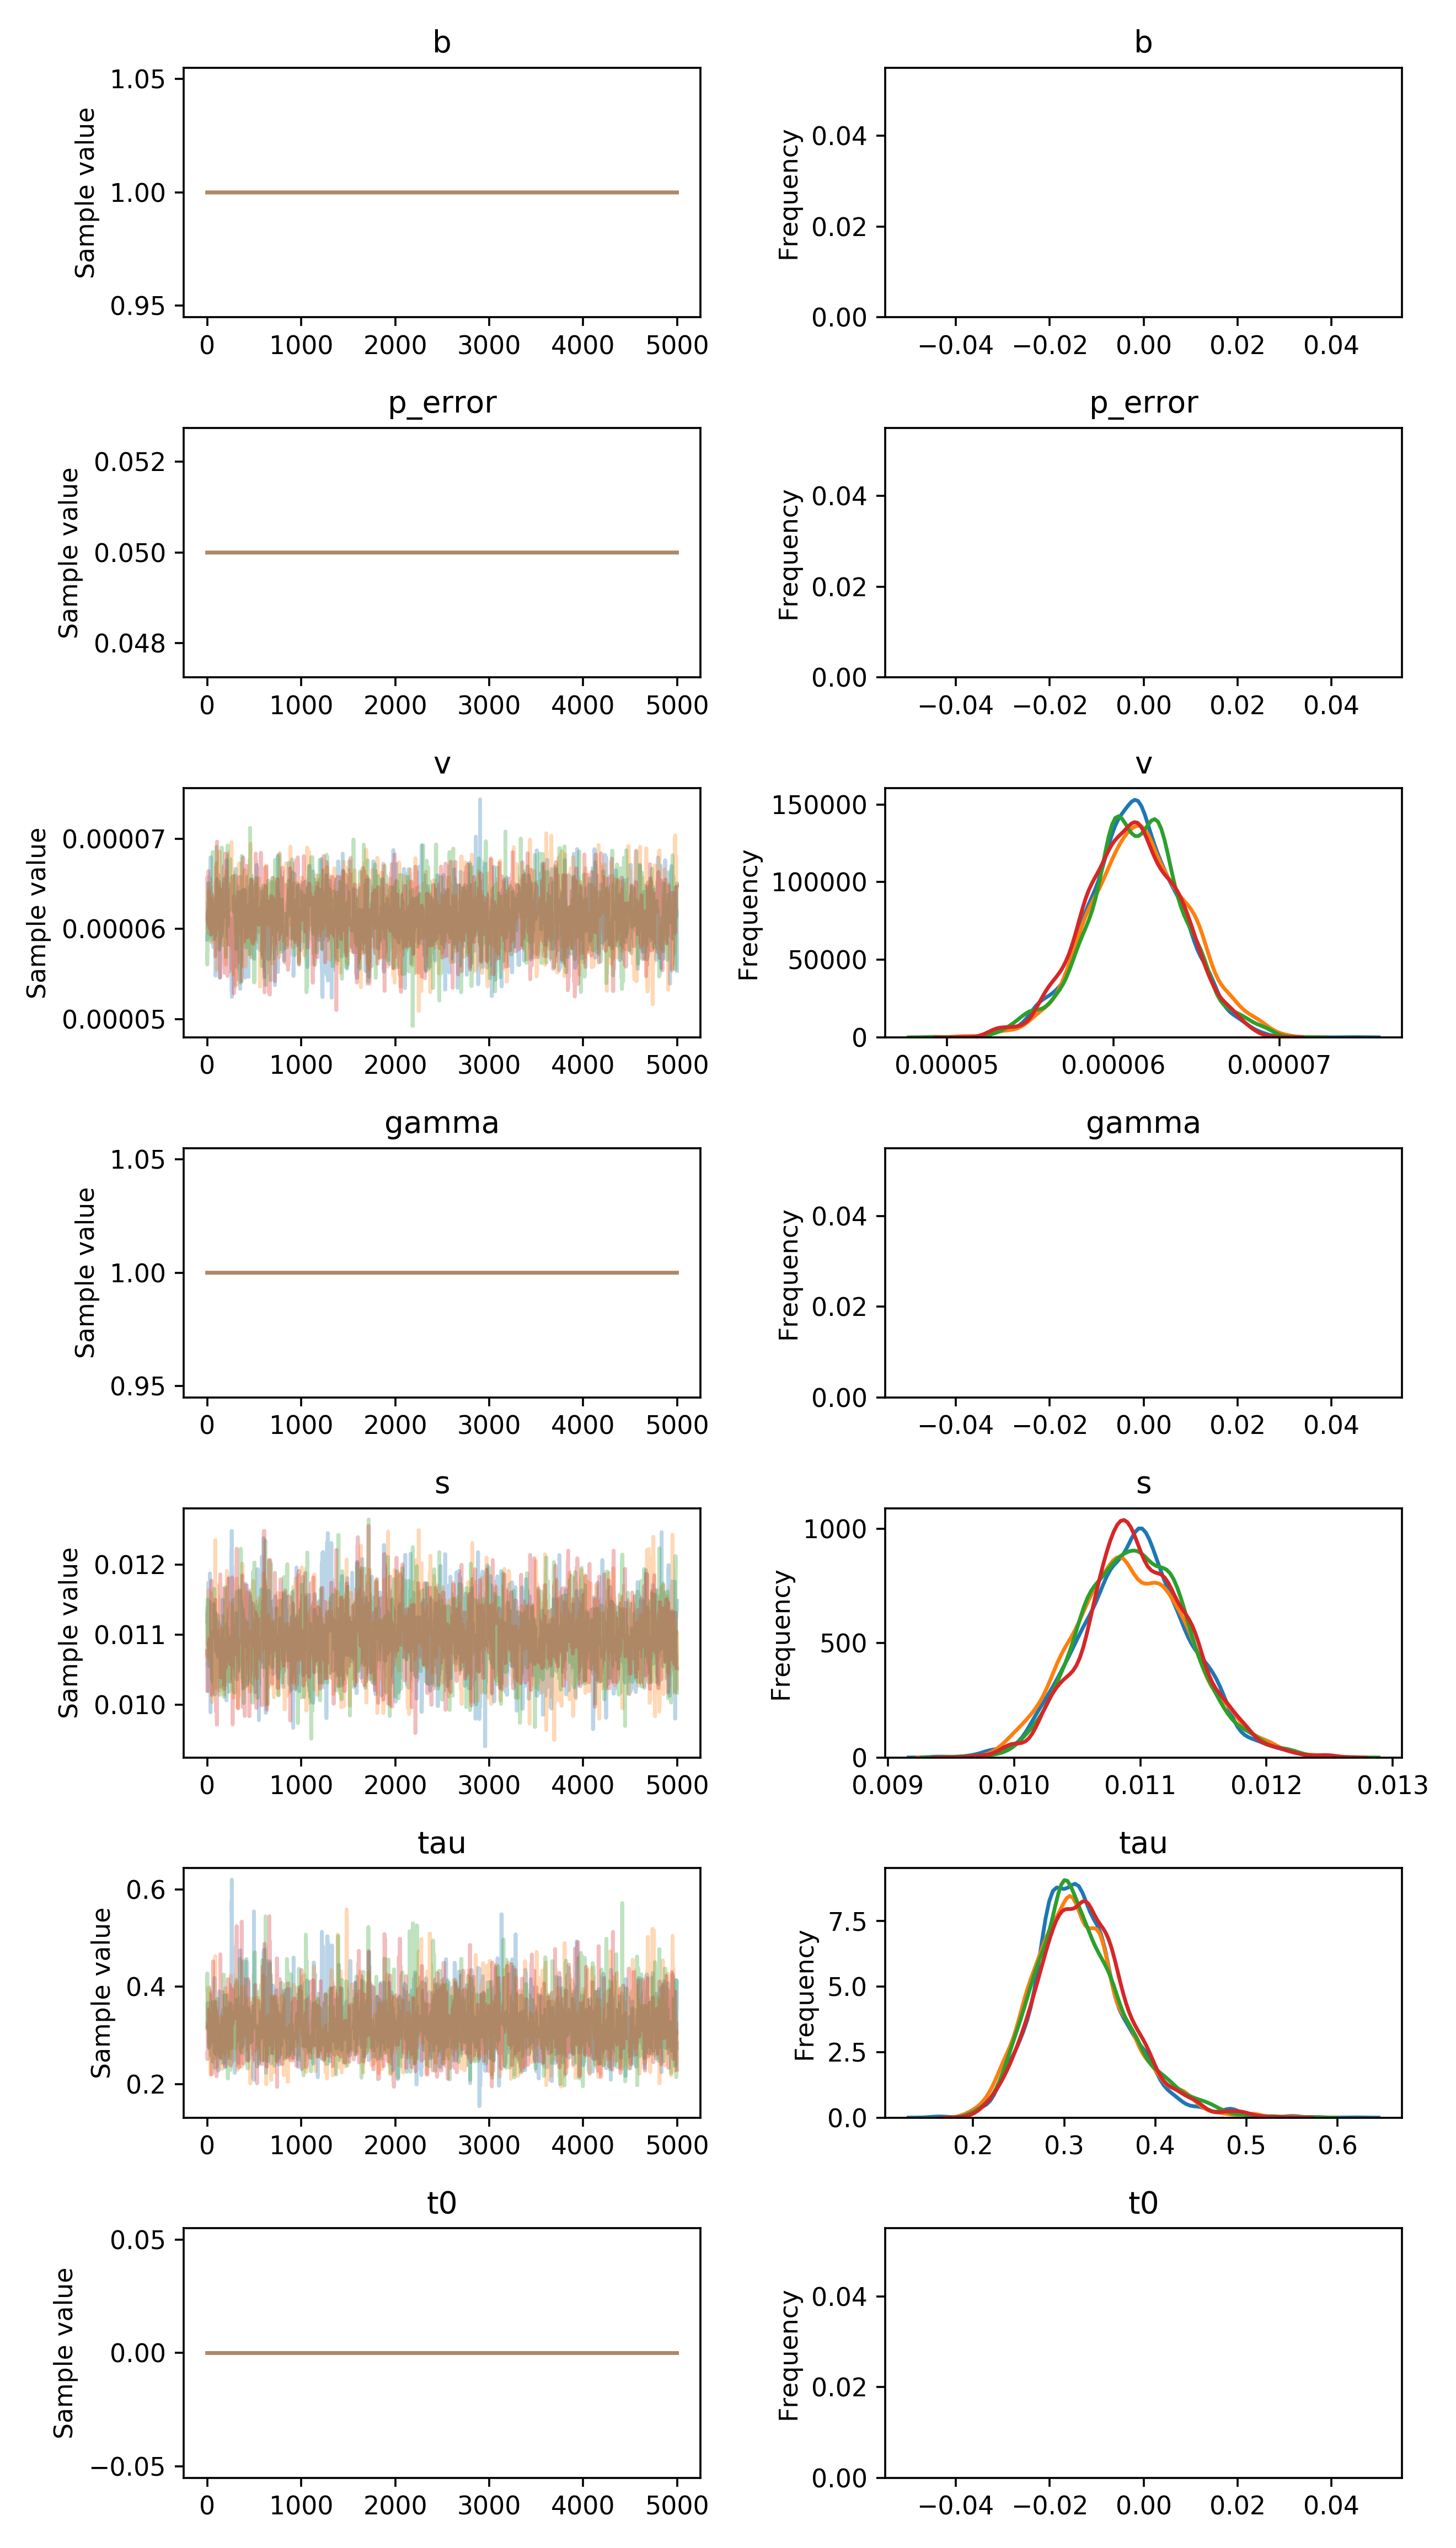 b
1.05
1.00
0.95
Sample value
0 1000 2000 3000 4000 5000
b
0.04
0.02
0.00
Frequency
−0.04 −0.02 0.00 0.02 0.04
p_error
0.052
0.050
0.048
Sample value
0 1000 2000 3000 4000 5000
p_error
0.04
0.02
0.00
Frequency
−0.04 −0.02 0.00 0.02 0.04
v
0.00007
0.00006
0.00005
Sample value
0 1000 2000 3000 4000 5000
v
150000
100000
50000
0
Frequency
0.00005 0.00006 0.00007
gamma
1.05
1.00
0.95
Sample value
0 1000 2000 3000 4000 5000
gamma
0.04
0.02
0.00
Frequency
−0.04 −0.02 0.00 0.02 0.04
s
0.012
0.011
0.010
Sample value
0 1000 2000 3000 4000 5000
s
1000
500
0
Frequency
0.009 0.010 0.011 0.012 0.013
tau
0.6
0.4
0.2
Sample value
0 1000 2000 3000 4000 5000
tau
7.5
5.0
2.5
0.0
Frequency
0.2 0.3 0.4 0.5 0.6
t0
0.05
0.00
−0.05
Sample value
0 1000 2000 3000 4000 5000
t0
0.04
0.02
0.00
Frequency
−0.04 −0.02 0.00 0.02 0.04